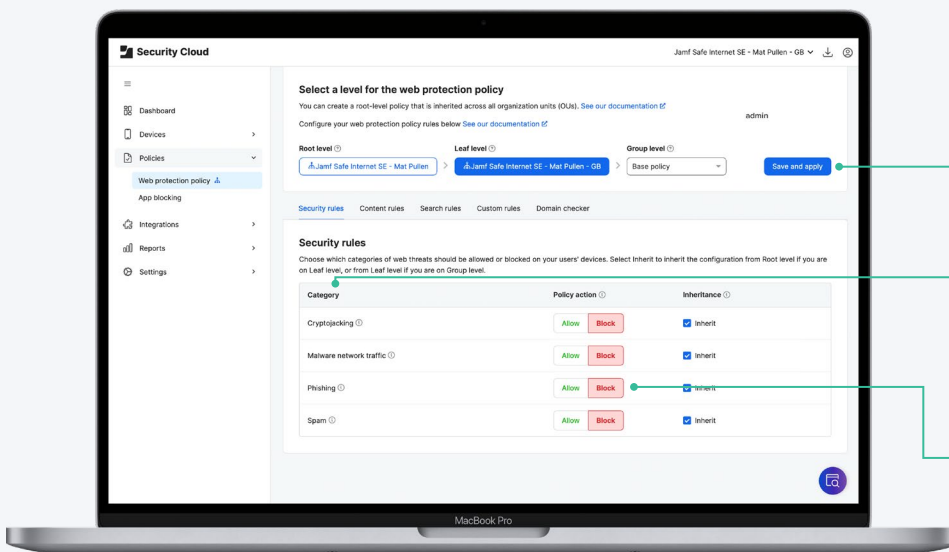 Security Cloud
Jamf Safe Internet SE - Mat Pullen - GB
Dashboard
Devices
Policies
Web protection policy
App blocking
Integrations
Reports
Settings
Select a level for the web protection policy
You can create a root-level policy that is inherited across all organization units (OUs). See our documentation
admin
Configure your web protection policy rules below See our documentation
Root level Leaf level Group level
Jamf Safe Internet SE - Mat Pullen > Jamf Safe Internet SE - Mat Pullen - GB > Base policy Save and apply
Security rules Content rules Search rules Custom rules Domain checker
Security rules
Choose which categories of web threats should be allowed or blocked on your users' devices. Select Inherit to inherit the configuration from Root level if you are
on Leaf level, or from Leaf level if you are on Group level.
Category Policy action Inheritance
Cryptojacking Allow Block Inherit
Malware network traffic Allow Block Inherit
Phishing Allow Block Inherit
Spam Allow Block Inherit
MacBook Pro